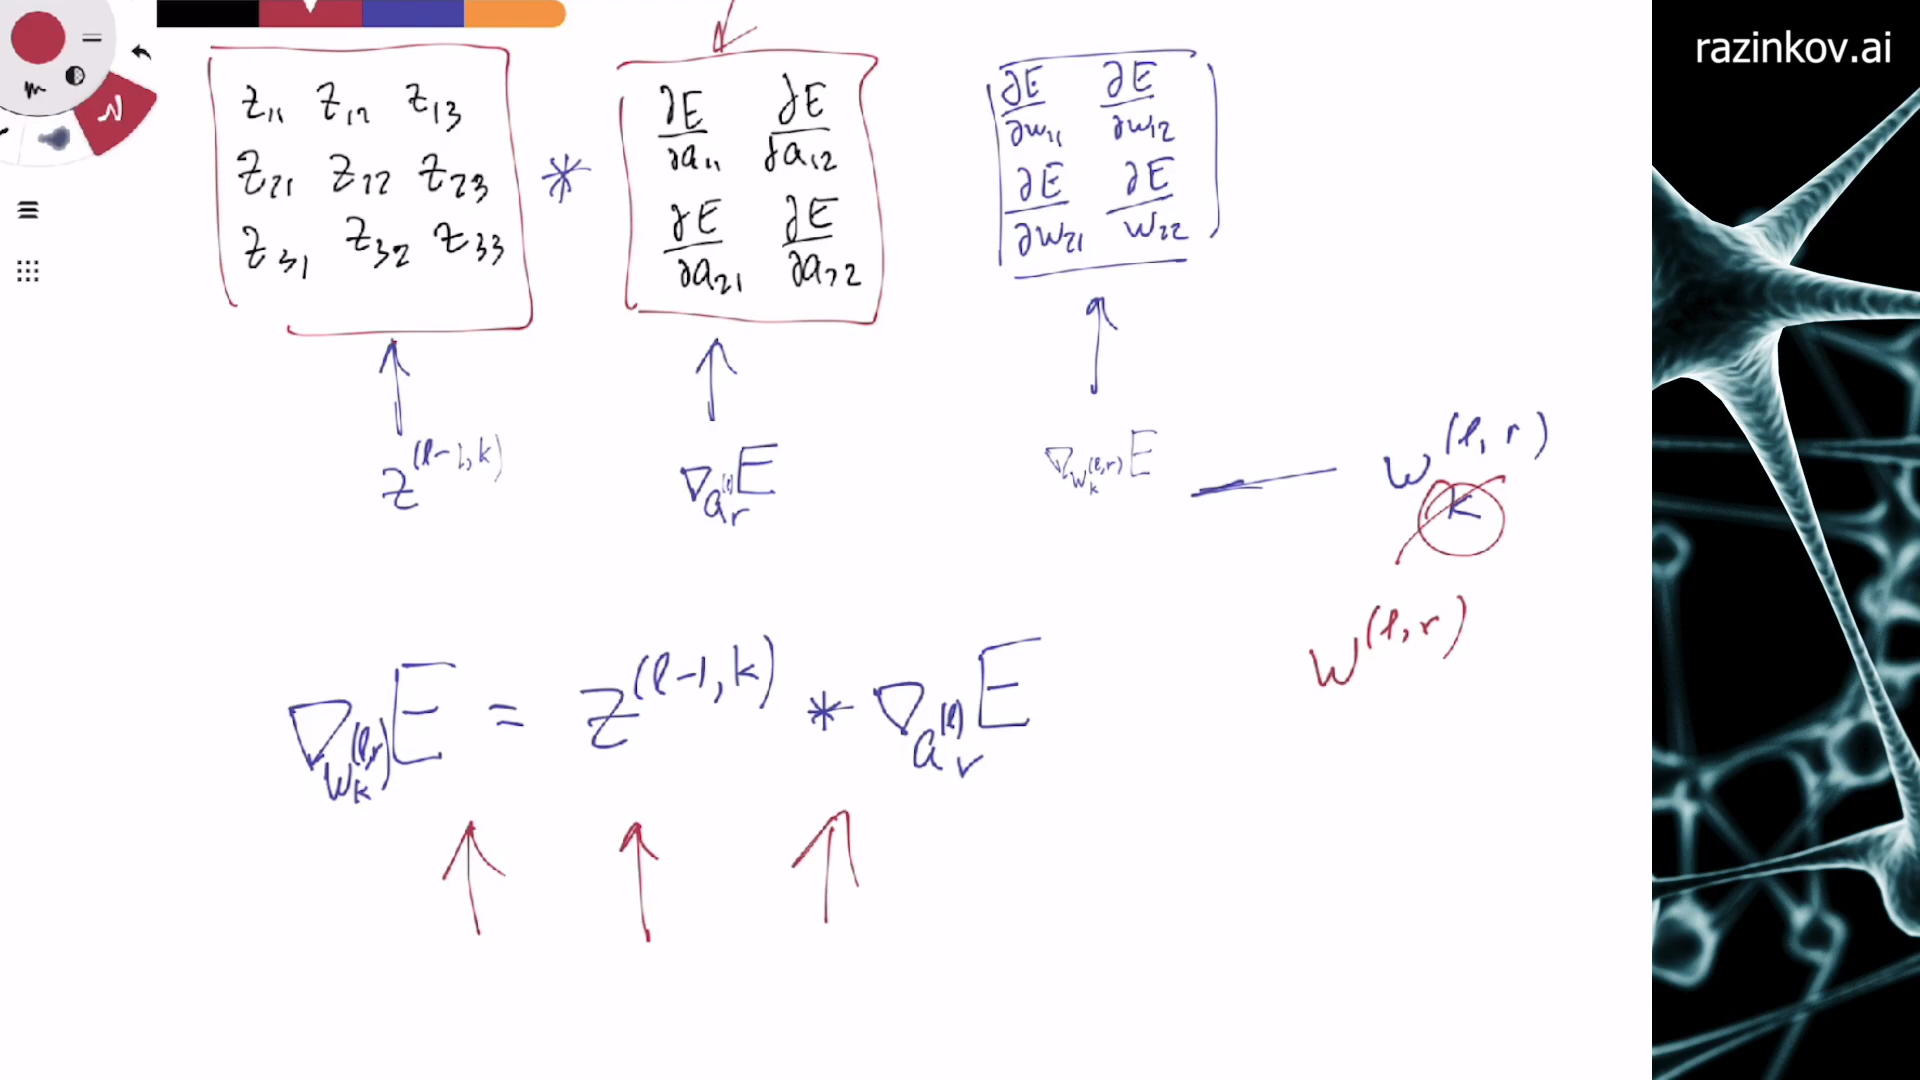 razinkov.ai
z₁₁ z₁₂ z₁₃
z₂₁ z₂₂ z₂₃
z₃₁ z₃₂ z₃₃
*
∂E/∂a₁₁ ∂E/∂a₁₂
∂E/∂a₂₁ ∂E/∂a₂₂
∂E/∂w₁₁ ∂E/∂w₁₂
∂E/∂w₂₁ ∂E/w₂₂
z^(ℓ-1,k)
∇_{a_r^(ℓ)} E
∇_{w_k^(ℓ,r)} E — w_k^(ℓ,r)
w^(ℓ,r)
∇_{w_k^(ℓ,r)} E = z^(ℓ-1,k) * ∇_{a_r^(ℓ)} E